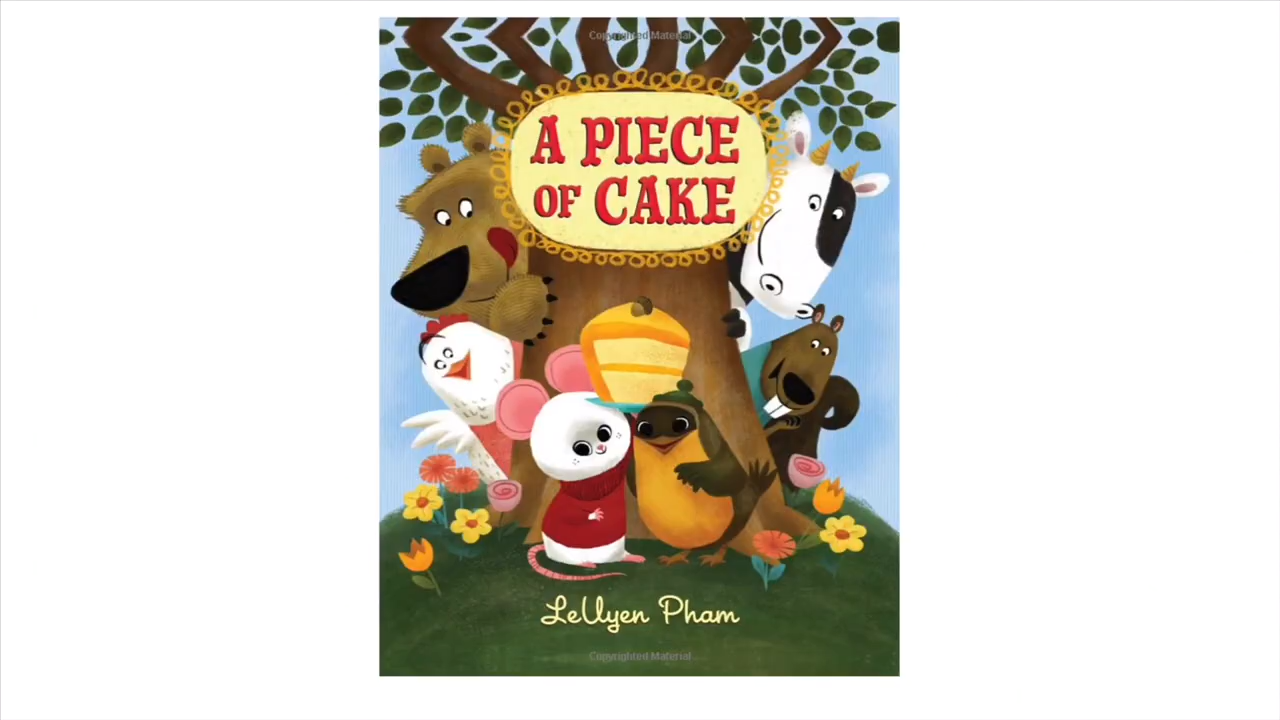 Copyrighted Material
A PIECE
OF CAKE
LeUyen Pham
Copyrighted Material